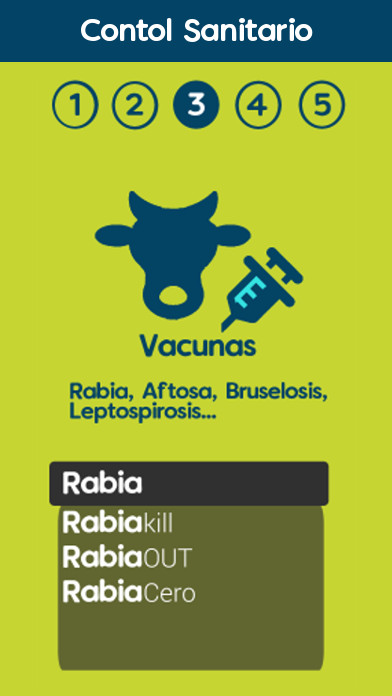 Contol Sanitario
1 2 3 4 5
Vacunas
Rabia, Aftosa, Bruselosis,
Leptospirosis...
Rabia
Rabiakill
RabiaOUT
RabiaCero